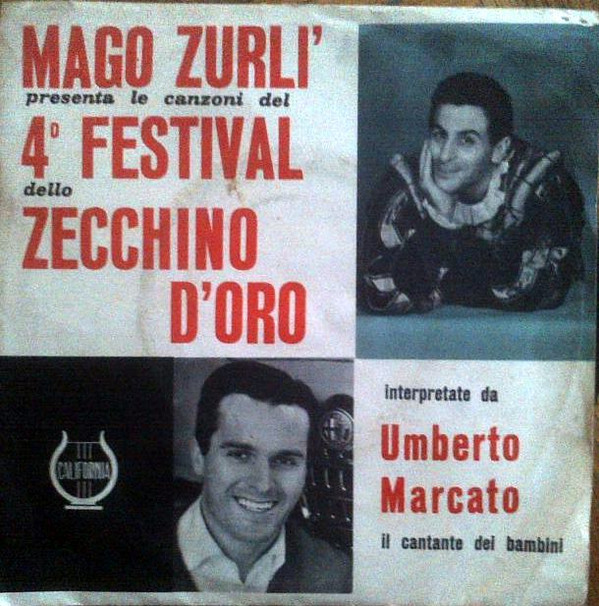 MAGO ZURLI'
presenta le canzoni del
4° FESTIVAL
dello
ZECCHINO
D'ORO
interpretate da
Umberto
Marcato
il cantante dei bambini
CALIFORNIA